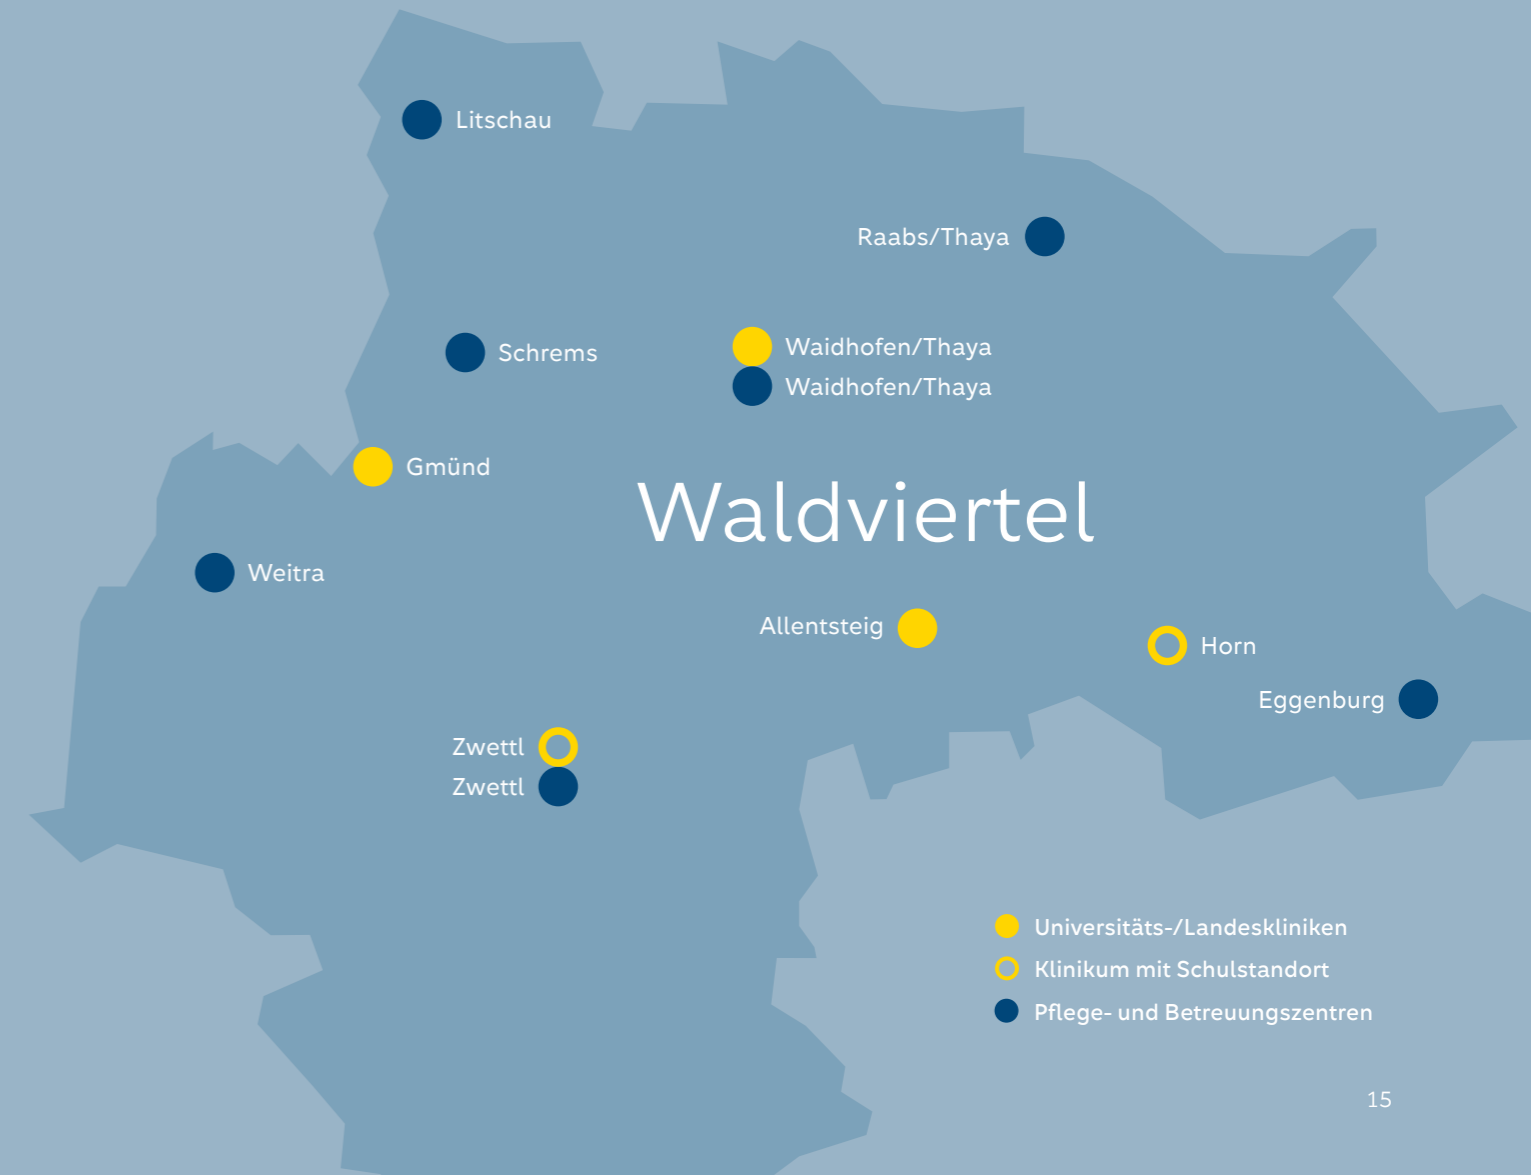 Litschau
Raabs/Thaya
Schrems
Waidhofen/Thaya
Waidhofen/Thaya
Gmünd
Waldviertel
Weitra
Allentsteig
Horn
Eggenburg
Zwettl
Zwettl
Universitäts-/Landeskliniken
Klinikum mit Schulstandort
Pflege- und Betreuungszentren
15